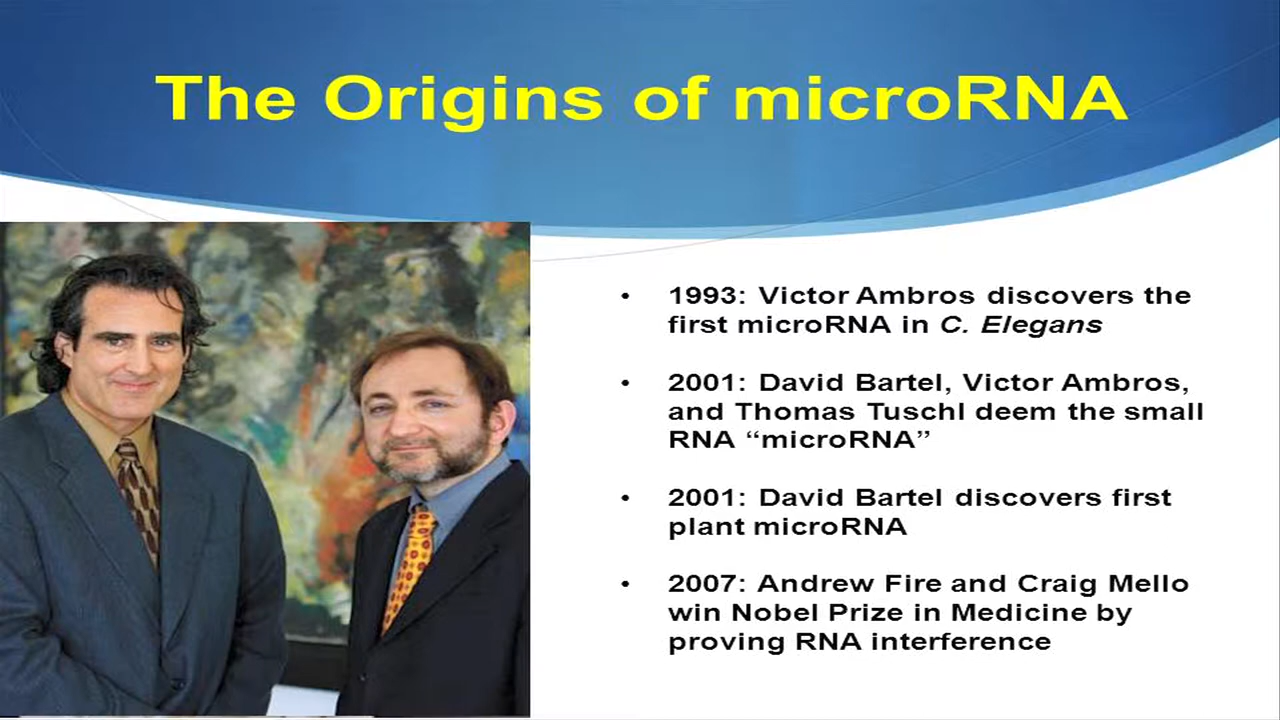 The Origins of microRNA
• 1993: Victor Ambros discovers the
first microRNA in C. Elegans
• 2001: David Bartel, Victor Ambros,
and Thomas Tuschl deem the small
RNA “microRNA”
• 2001: David Bartel discovers first
plant microRNA
• 2007: Andrew Fire and Craig Mello
win Nobel Prize in Medicine by
proving RNA interference